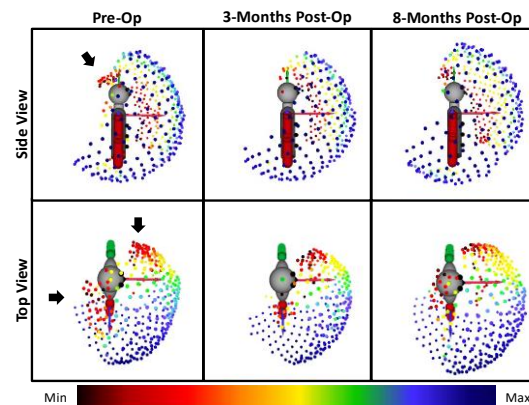 Pre-Op
3-Months Post-Op
8-Months Post-Op
Side View
Top View
Min
Max